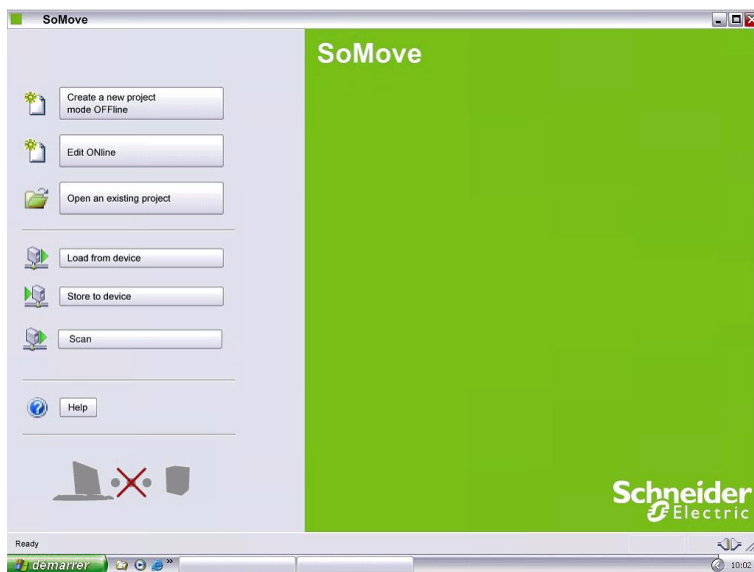 SoMove
SoMove
Create a new project
mode OFFline
Edit ONline
Open an existing project
Load from device
Store to device
Scan
Help
Schneider
Electric
Ready
démarrer
10:02